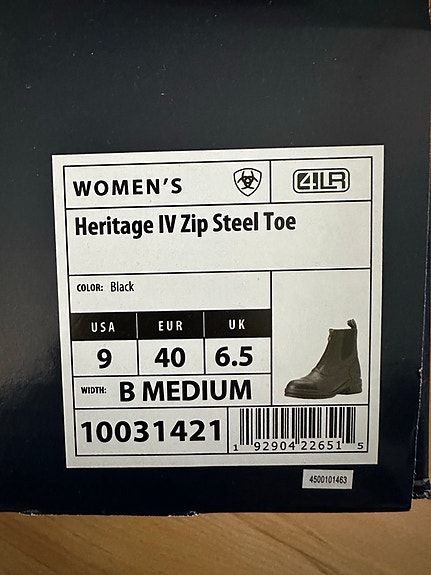 WOMEN'S
4LR
Heritage IV Zip Steel Toe
COLOR: Black
USA EUR UK
9 40 6.5
WIDTH: B MEDIUM
10031421
1 92904 22651 5
4500101463